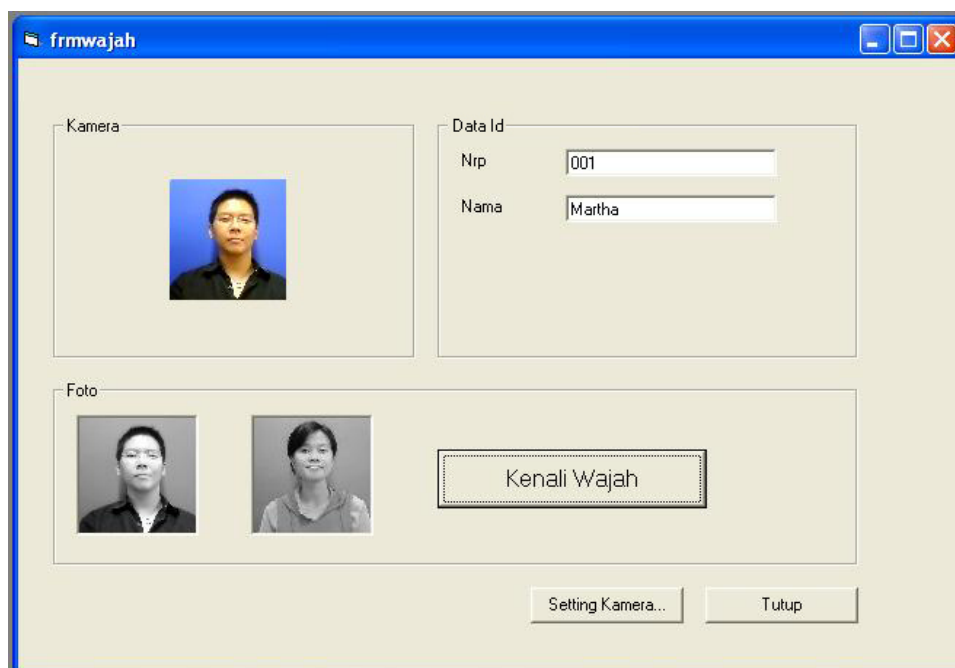 frmwajah
Kamera
Data Id
Nrp
001
Nama
Martha
Foto
Kenali Wajah
Setting Kamera...
Tutup